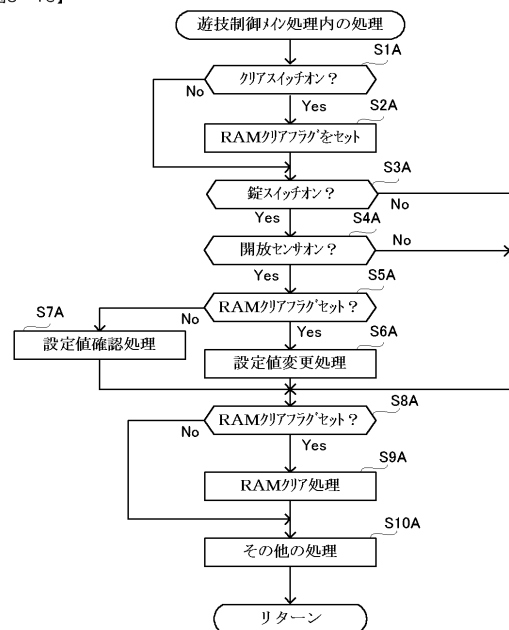 遊技制御メイン処理内の処理
S1A
クリアスイッチオン？
No
Yes
S2A
RAMクリアフラグをセット
S3A
錠スイッチオン？
No
Yes
S4A
開放センサオン？
No
Yes
S5A
RAMクリアフラグセット？
S7A
No
Yes
S6A
設定値確認処理
設定値変更処理
S8A
RAMクリアフラグセット？
No
Yes
S9A
RAMクリア処理
S10A
その他の処理
リターン